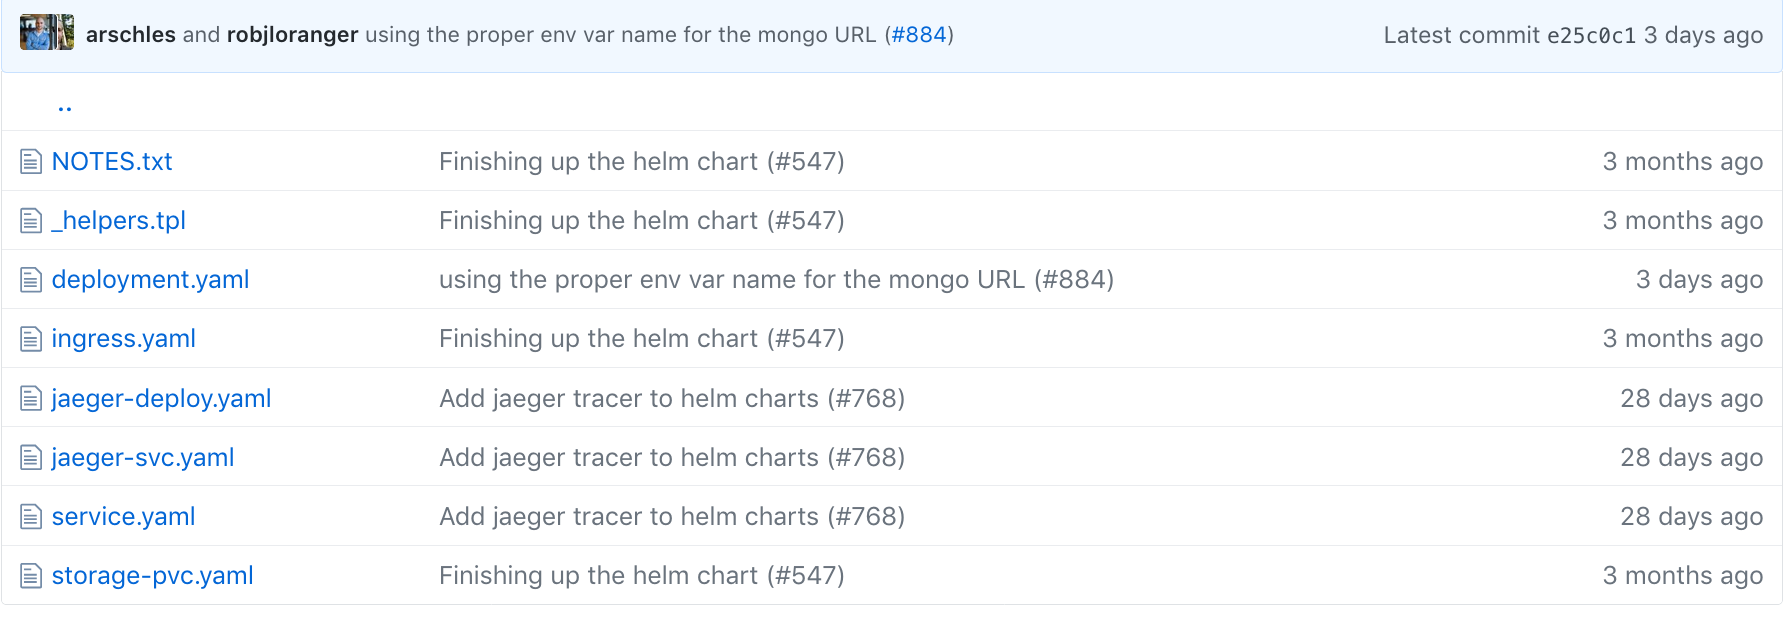 arschles and robjloranger using the proper env var name for the mongo URL (#884) Latest commit e25c0c1 3 days ago
..
NOTES.txt Finishing up the helm chart (#547) 3 months ago
_helpers.tpl Finishing up the helm chart (#547) 3 months ago
deployment.yaml using the proper env var name for the mongo URL (#884) 3 days ago
ingress.yaml Finishing up the helm chart (#547) 3 months ago
jaeger-deploy.yaml Add jaeger tracer to helm charts (#768) 28 days ago
jaeger-svc.yaml Add jaeger tracer to helm charts (#768) 28 days ago
service.yaml Add jaeger tracer to helm charts (#768) 28 days ago
storage-pvc.yaml Finishing up the helm chart (#547) 3 months ago